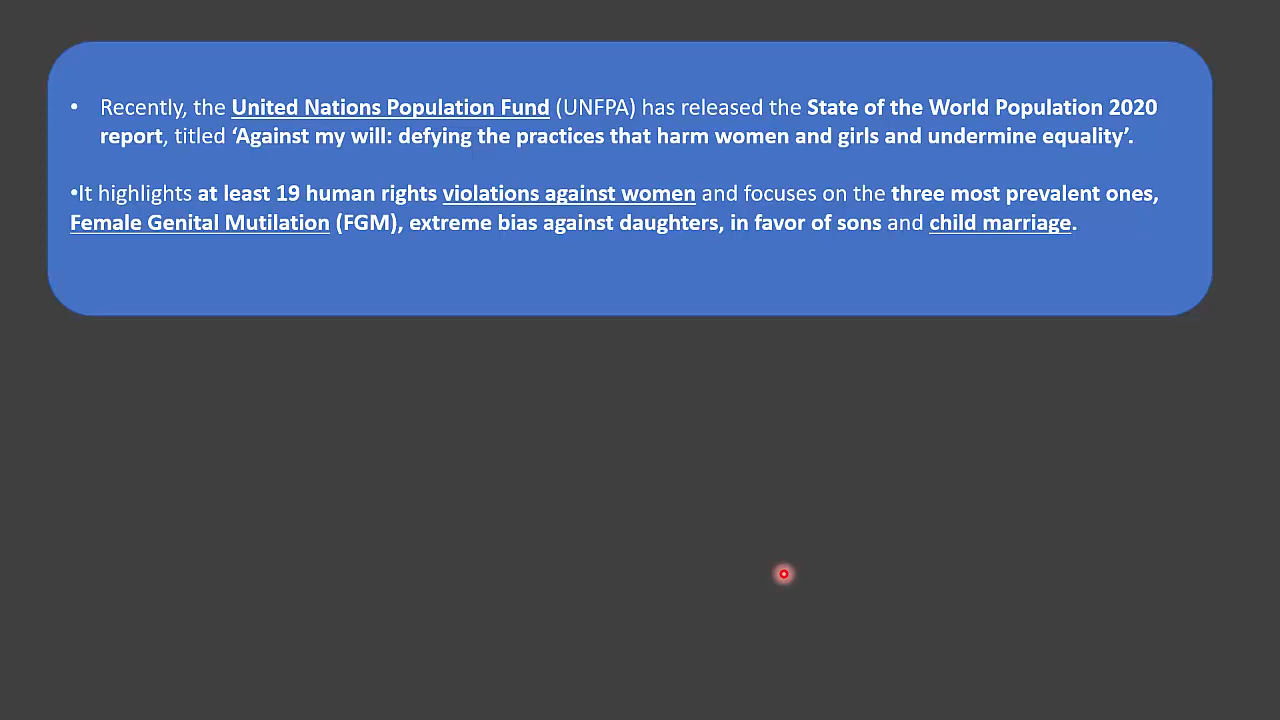 • Recently, the United Nations Population Fund (UNFPA) has released the State of the World Population 2020
report, titled ‘Against my will: defying the practices that harm women and girls and undermine equality’.
•It highlights at least 19 human rights violations against women and focuses on the three most prevalent ones,
Female Genital Mutilation (FGM), extreme bias against daughters, in favor of sons and child marriage.